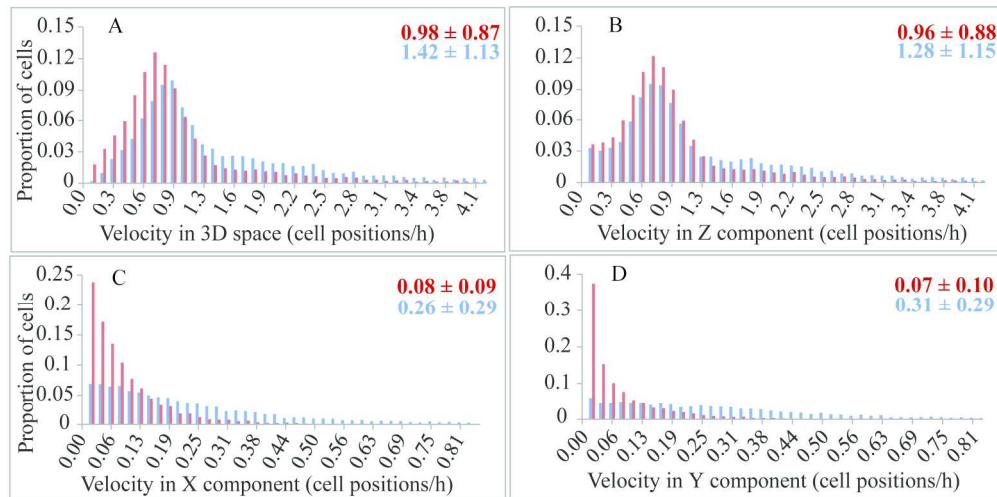 A
0.98 ± 0.87
1.42 ± 1.13
Proportion of cells
0.15
0.12
0.09
0.06
0.03
0
0.0 0.3 0.6 0.9 1.3 1.6 1.9 2.2 2.5 2.8 3.1 3.4 3.8 4.1
Velocity in 3D space (cell positions/h)
B
0.96 ± 0.88
1.28 ± 1.15
0.15
0.12
0.09
0.06
0.03
0
0.0 0.3 0.6 0.9 1.3 1.6 1.9 2.2 2.5 2.8 3.1 3.4 3.8 4.1
Velocity in Z component (cell positions/h)
C
0.08 ± 0.09
0.26 ± 0.29
Proportion of cells
0.25
0.2
0.15
0.1
0.05
0
0.00 0.06 0.13 0.19 0.25 0.31 0.38 0.44 0.50 0.56 0.63 0.69 0.75 0.81
Velocity in X component (cell positions/h)
D
0.07 ± 0.10
0.31 ± 0.29
0.4
0.3
0.2
0.1
0
0.00 0.06 0.13 0.19 0.25 0.31 0.38 0.44 0.50 0.56 0.63 0.69 0.75 0.81
Velocity in Y component (cell positions/h)